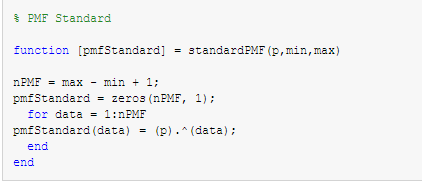 % PMF Standard
function [pmfStandard] = standardPMF(p,min,max)
nPMF = max - min + 1;
pmfStandard = zeros(nPMF, 1);
for data = 1:nPMF
pmfStandard(data) = (p).^(data);
end
end